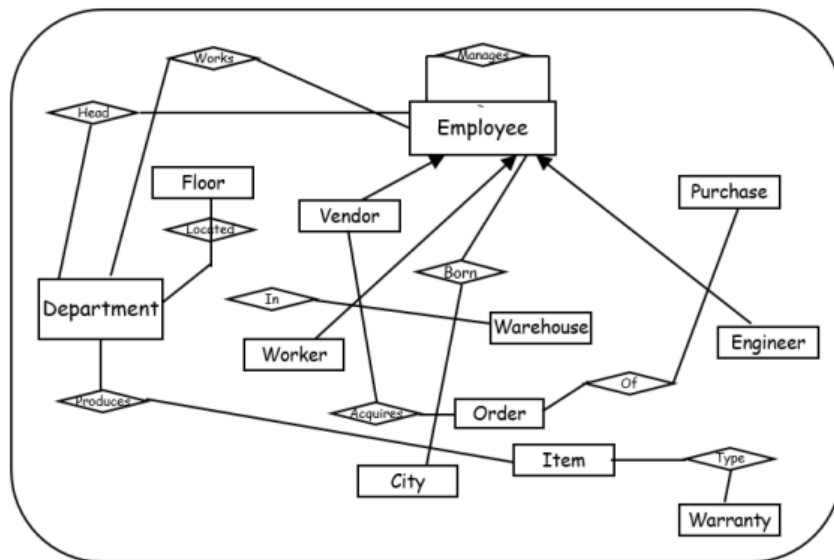 Works
Manages
Head
Employee
Floor
Purchase
Vendor
Located
Born
In
Department
Warehouse
Worker
Engineer
Of
Produces
Acquires
Order
Item
Type
City
Warranty